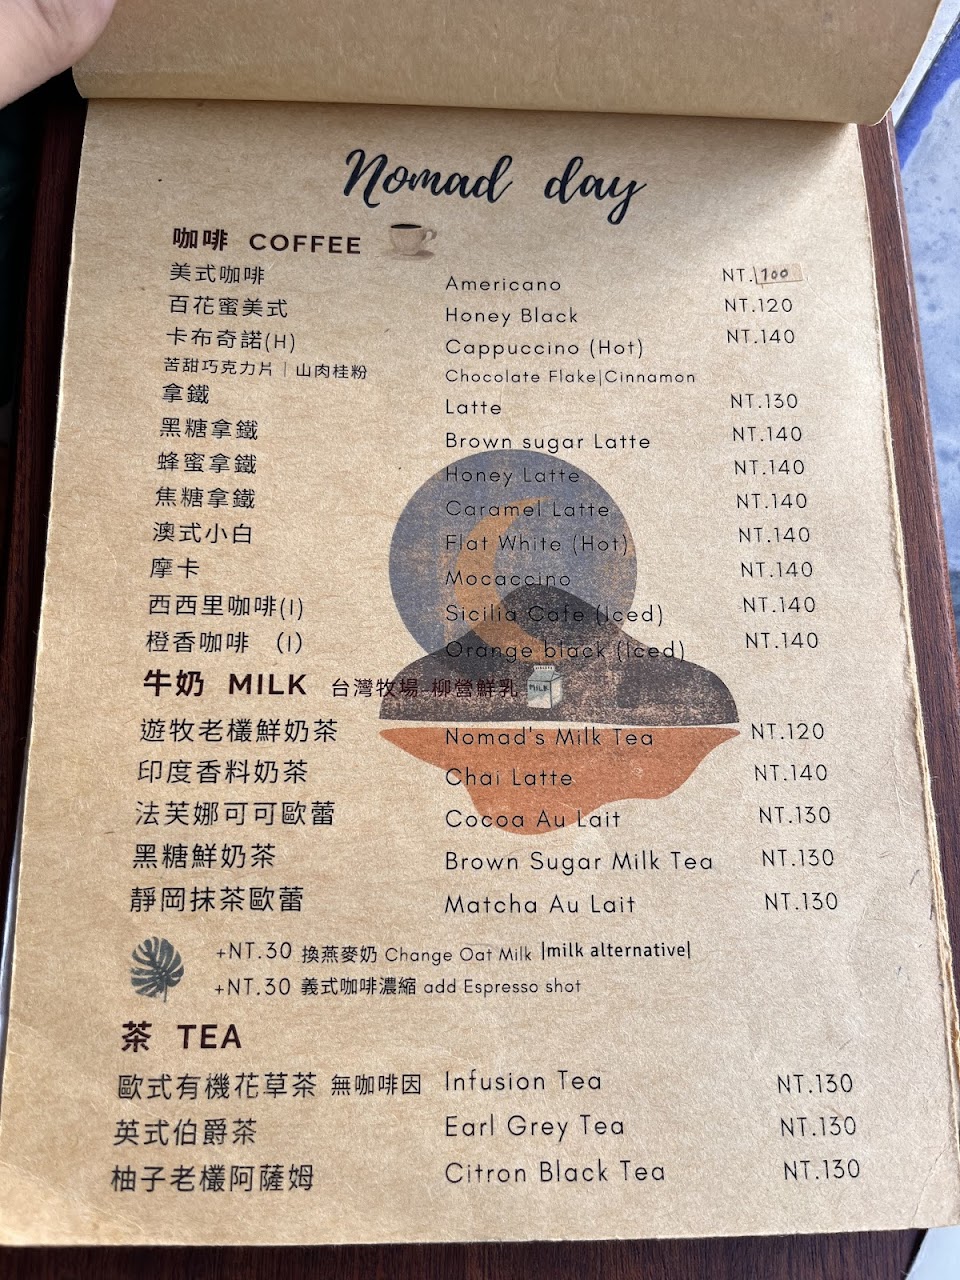 Nomad day
咖啡 COFFEE
美式咖啡 Americano NT.100
百花蜜美式 Honey Black NT.120
卡布奇諾(H) Cappuccino (Hot) NT.140
苦甜巧克力片|山肉桂粉 Chocolate Flake|Cinnamon
拿鐵 Latte NT.130
黑糖拿鐵 Brown sugar Latte NT.140
蜂蜜拿鐵 Honey Latte NT.140
焦糖拿鐵 Caramel Latte NT.140
澳式小白 Flat White (Hot) NT.140
摩卡 Mocaccino NT.140
西西里咖啡(I) Sicilia Cafe (Iced) NT.140
橙香咖啡 (I) Orange black (Iced) NT.140
牛奶 MILK 台灣牧場-柳營鮮乳 MILK
遊牧老欉鮮奶茶 Nomad's Milk Tea NT.120
印度香料奶茶 Chai Latte NT.140
法芙娜可可歐蕾 Cocoa Au Lait NT.130
黑糖鮮奶茶 Brown Sugar Milk Tea NT.130
靜岡抹茶歐蕾 Matcha Au Lait NT.130
+NT.30 換燕麥奶 Change Oat Milk |milk alternative|
+NT.30 義式咖啡濃縮 add Espresso shot
茶 TEA
歐式有機花草茶 無咖啡因 Infusion Tea NT.130
英式伯爵茶 Earl Grey Tea NT.130
柚子老欉阿薩姆 Citron Black Tea NT.130